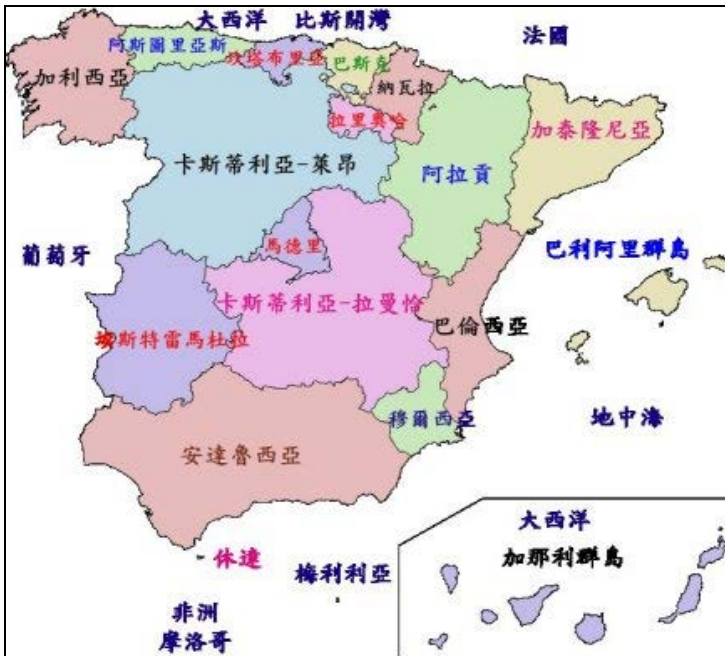 大西洋
比斯開灣
法國
阿斯圖里亞斯
坎塔布里亞
巴斯克
加利西亞
納瓦拉
拉里奧哈
加泰隆尼亞
卡斯蒂利亞-萊昂
阿拉貢
馬德里
葡萄牙
巴利阿里群島
卡斯蒂利亞-拉曼恰
巴倫西亞
埃斯特雷馬杜拉
穆爾西亞
地中海
安達魯西亞
大西洋
加那利群島
休達
梅利利亞
非洲
摩洛哥